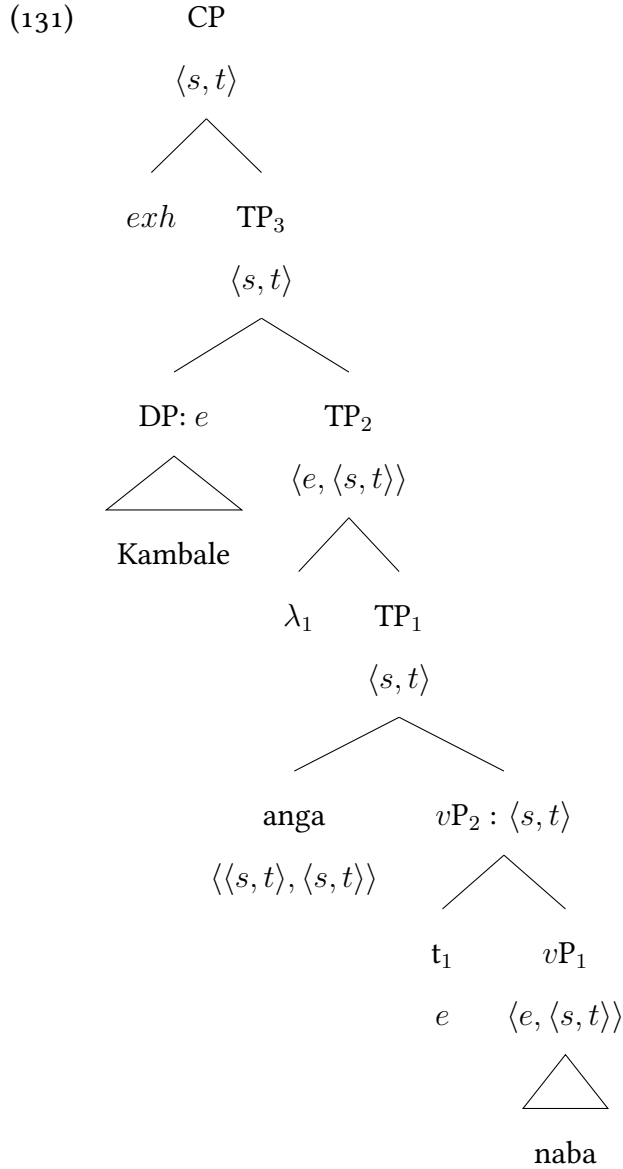 (131) CP
⟨s, t⟩
exh TP₃
⟨s, t⟩
DP: e TP₂
⟨e, ⟨s, t⟩⟩
Kambale
λ₁ TP₁
⟨s, t⟩
anga vP₂ : ⟨s, t⟩
⟨⟨s, t⟩, ⟨s, t⟩⟩
t₁ vP₁
e ⟨e, ⟨s, t⟩⟩
naba